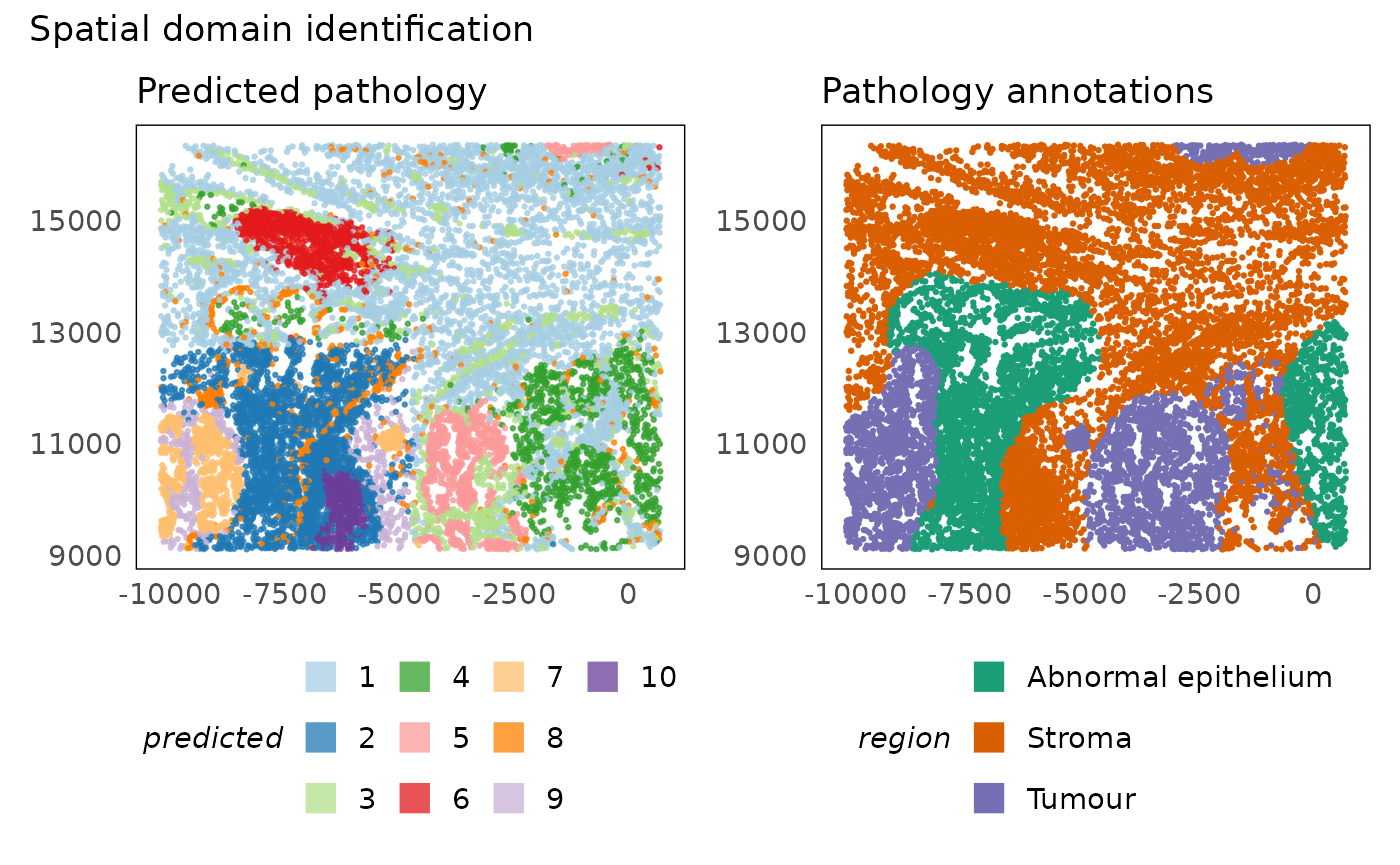 Spatial domain identification
Predicted pathology
Pathology annotations
15000
13000
11000
9000
-10000 -7500 -5000 -2500 0
15000
13000
11000
9000
-10000 -7500 -5000 -2500 0
predicted
1 4 7 10
2 5 8
3 6 9
region
Abnormal epithelium
Stroma
Tumour